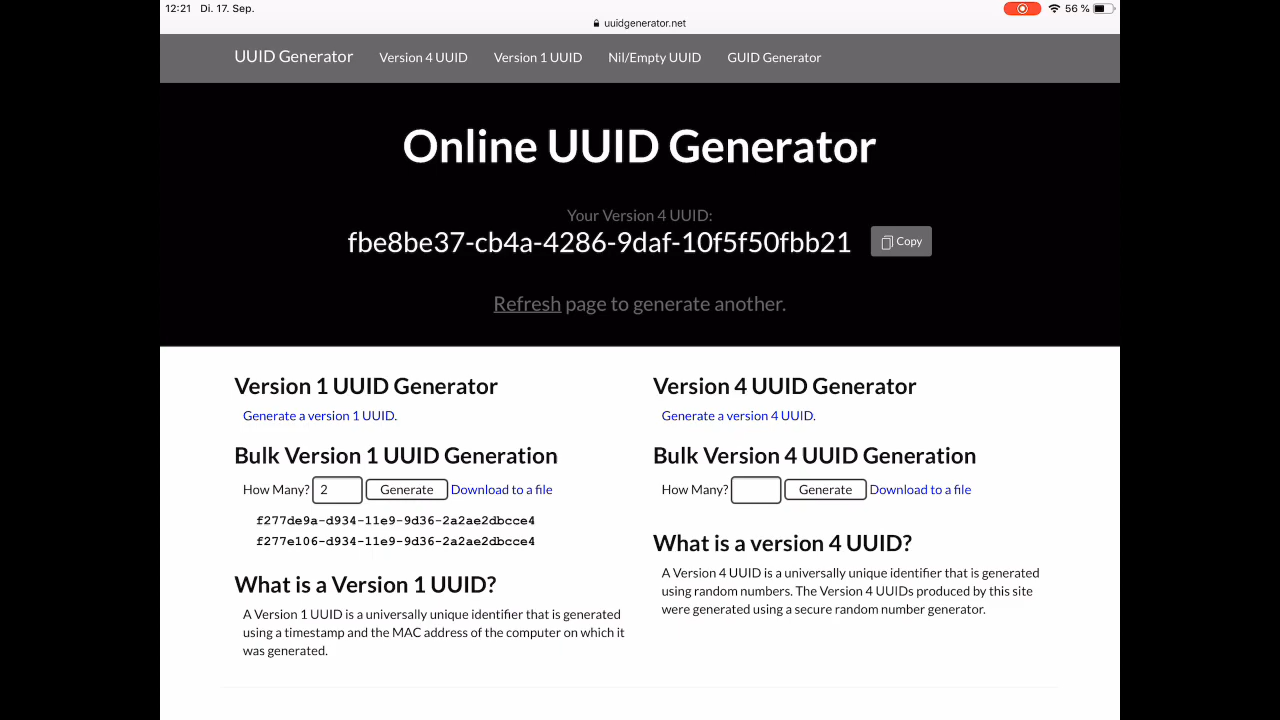 12:21 Di. 17. Sep. 56 %
uuidgenerator.net
UUID Generator Version 4 UUID Version 1 UUID Nil/Empty UUID GUID Generator
Online UUID Generator
Your Version 4 UUID:
fbe8be37-cb4a-4286-9daf-10f5f50fbb21 Copy
Refresh page to generate another.
Version 1 UUID Generator
Generate a version 1 UUID.
Bulk Version 1 UUID Generation
How Many? 2 Generate Download to a file
f277de9a-d934-11e9-9d36-2a2ae2dbcce4
f277e106-d934-11e9-9d36-2a2ae2dbcce4
What is a Version 1 UUID?
A Version 1 UUID is a universally unique identifier that is generated
using a timestamp and the MAC address of the computer on which it
was generated.
Version 4 UUID Generator
Generate a version 4 UUID.
Bulk Version 4 UUID Generation
How Many? Generate Download to a file
What is a version 4 UUID?
A Version 4 UUID is a universally unique identifier that is generated
using random numbers. The Version 4 UUIDs produced by this site
were generated using a secure random number generator.